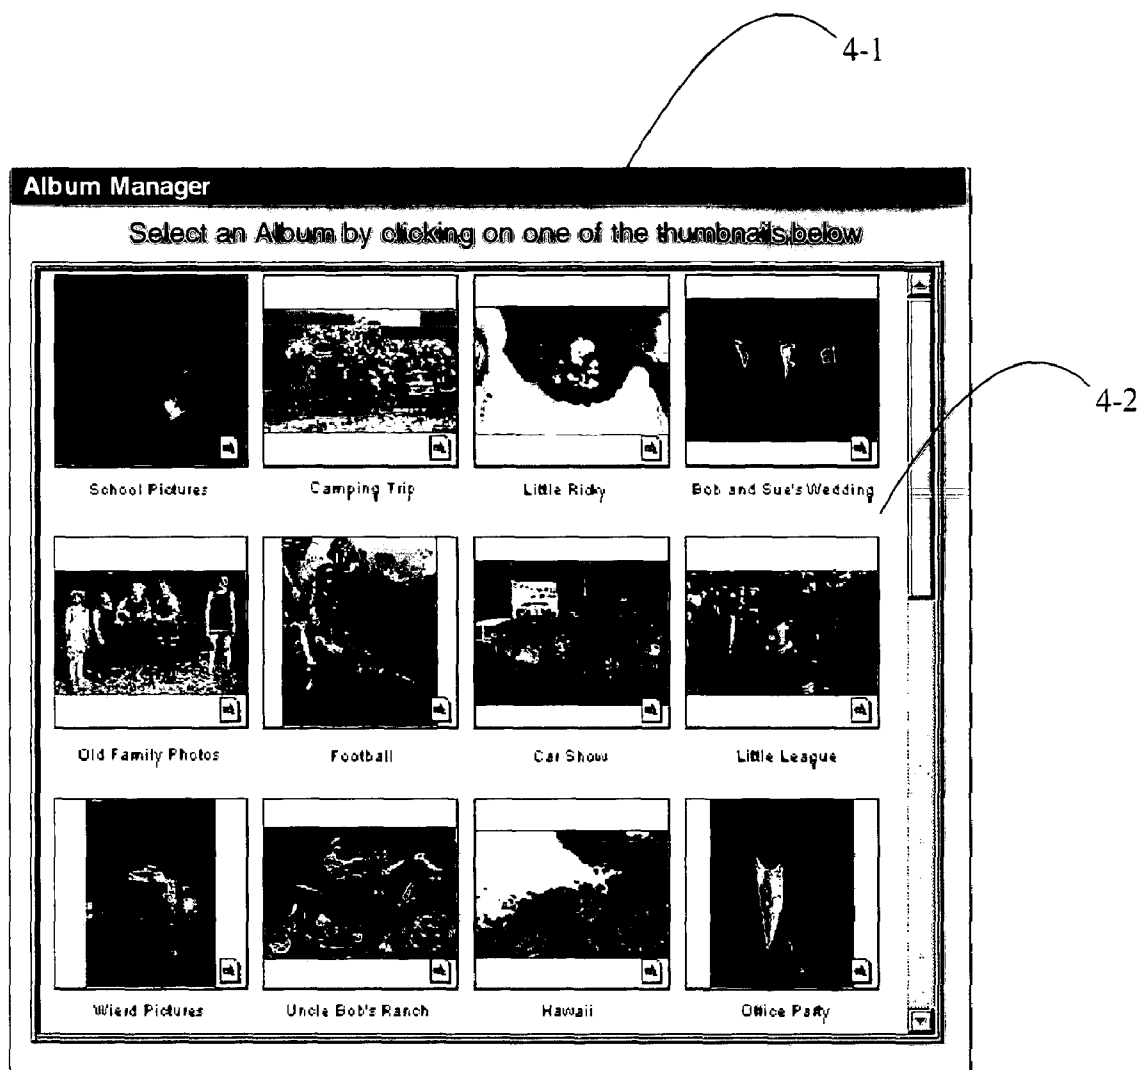 4-1
Album Manager
Select an Album by clicking on one of the thumbnails below
4-2
School Pictures
Camping Trip
Little Ricky
Bob and Sue's Wedding
Old Family Photos
Football
Car Show
Little League
Wierd Pictures
Uncle Bob's Ranch
Hawaii
Office Party